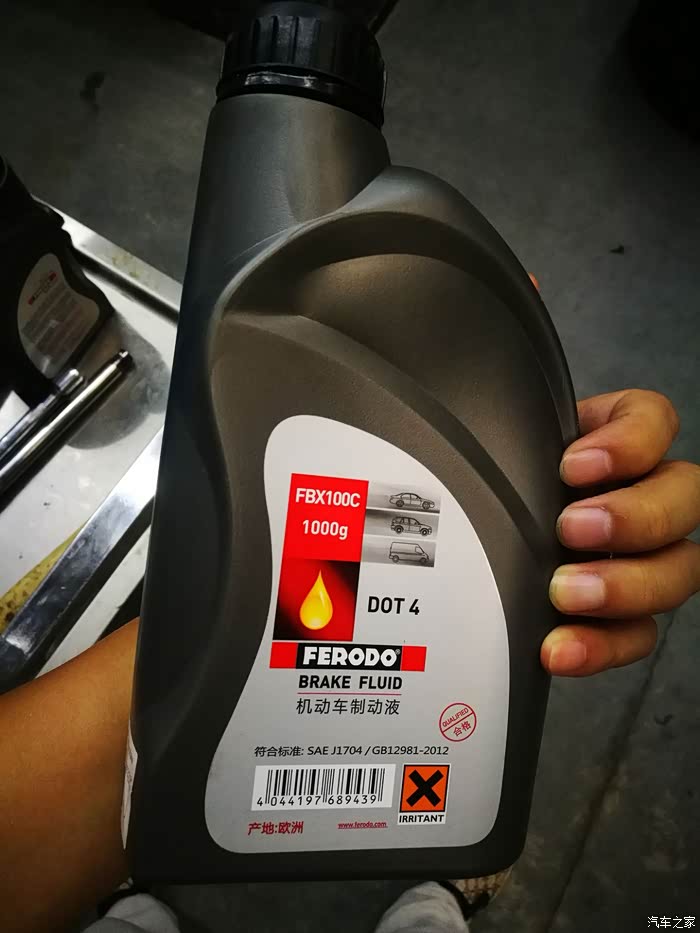 FBX100C
1000g
DOT 4
FERODO®
BRAKE FLUID
机动车制动液
QUALIFIED
合格
符合标准: SAE J1704 / GB12981-2012
4 044197 689439
IRRITANT
产地:欧洲
www.ferodo.com
汽车之家